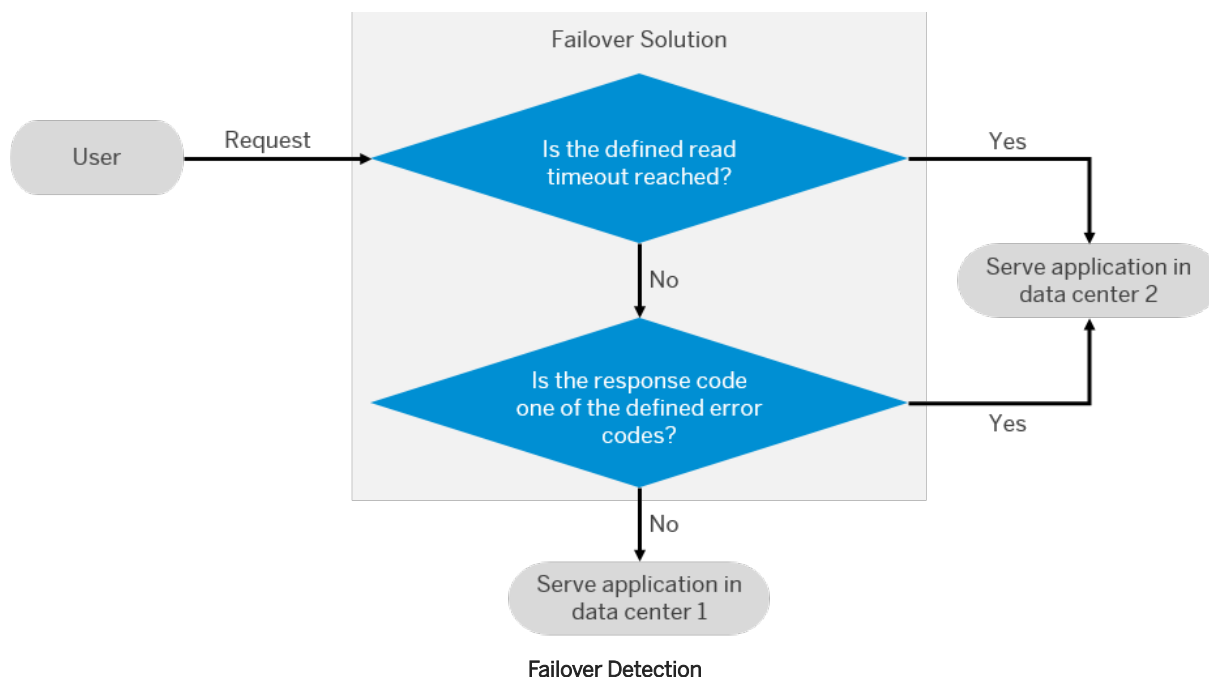 Failover Solution
User
Request
Is the defined read
timeout reached?
Yes
No
Serve application in
data center 2
Is the response code
one of the defined error
codes?
Yes
No
Serve application in
data center 1
Failover Detection